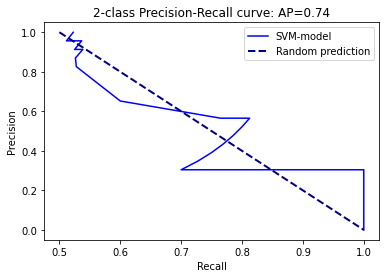 2-class Precision-Recall curve: AP=0.74
SVM-model
Random prediction
Precision
1.0
0.8
0.6
0.4
0.2
0.0
0.5 0.6 0.7 0.8 0.9 1.0
Recall